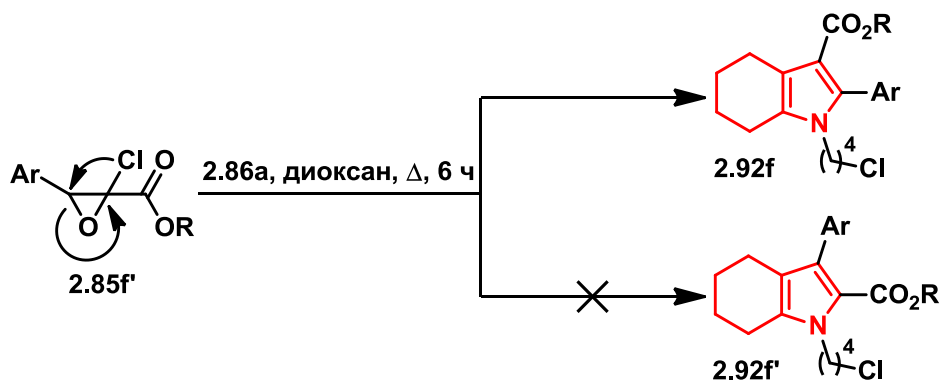 CO₂R
Ar
N
( )4
Cl
2.92f
Ar
Cl
O
O
OR
2.85f'
2.86a, диоксан, Δ, 6 ч
Ar
CO₂R
N
( )4
Cl
2.92f'